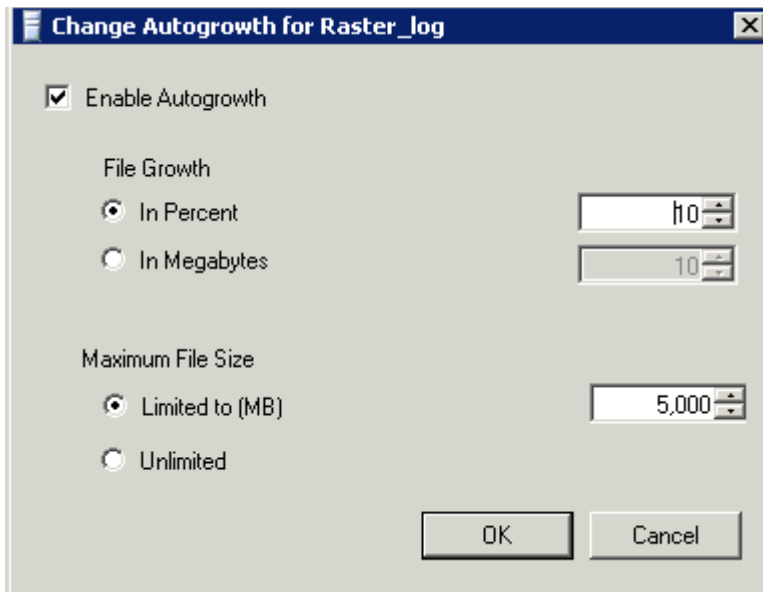 Change Autogrowth for Raster_log
Enable Autogrowth
File Growth
In Percent 10
In Megabytes 10
Maximum File Size
Limited to (MB) 5,000
Unlimited
OK Cancel